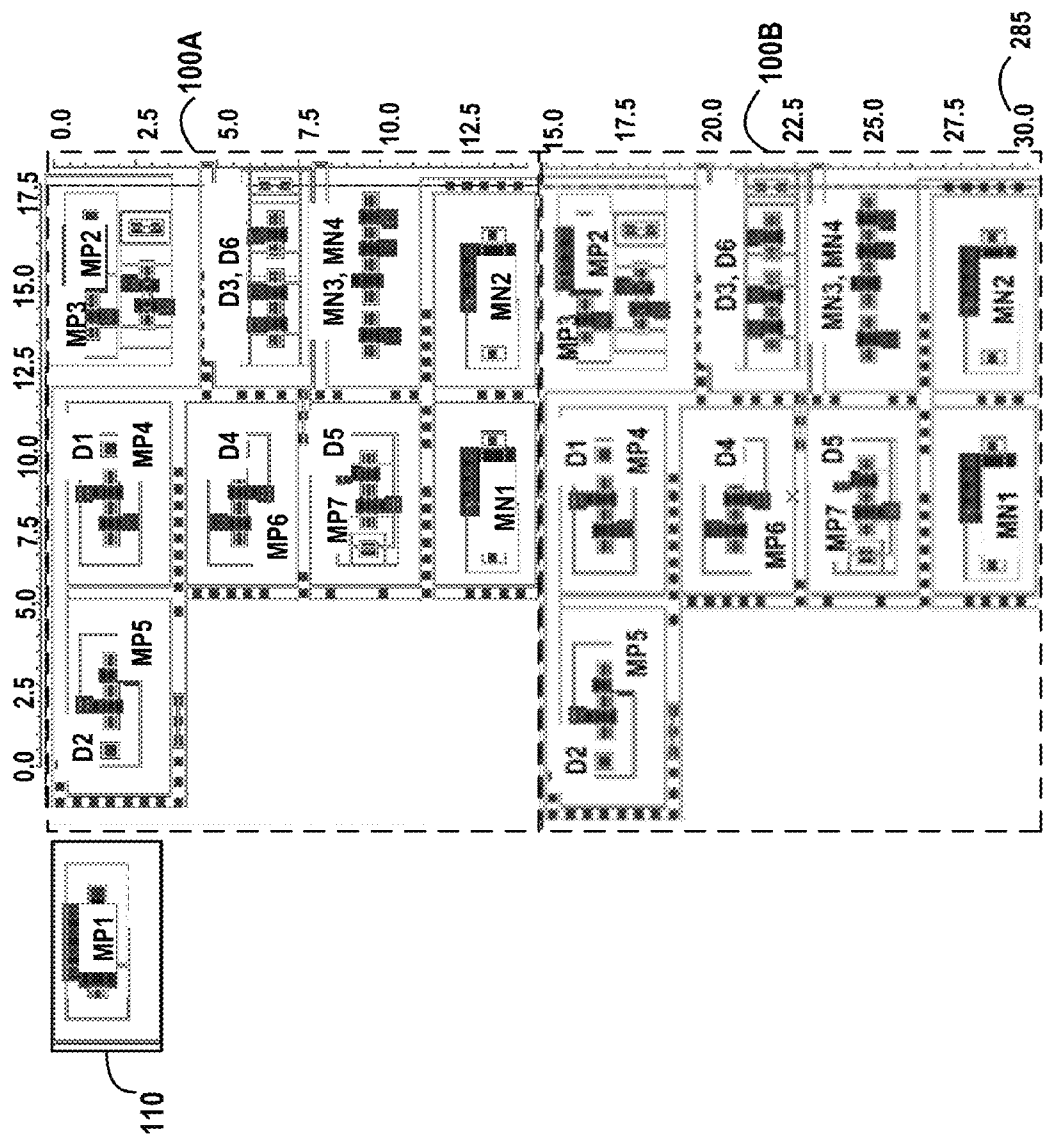 0.0 2.5 5.0 7.5 10.0 12.5 15.0 17.5
0.0
MP3 MP2
D2 D1
MP1
MP5 MP4 2.5
110
100A
D4 D3, D6 5.0
MP6
7.5
MP7 D5 MN3, MN4
10.0
12.5
MN1 MN2
15.0
MP3 MP2
D2 D1
17.5
MP5 MP4
20.0
D4 D3, D6
MP6 100B
22.5
MP7 D5 MN3, MN4
25.0
27.5
MN1 MN2
30.0 285